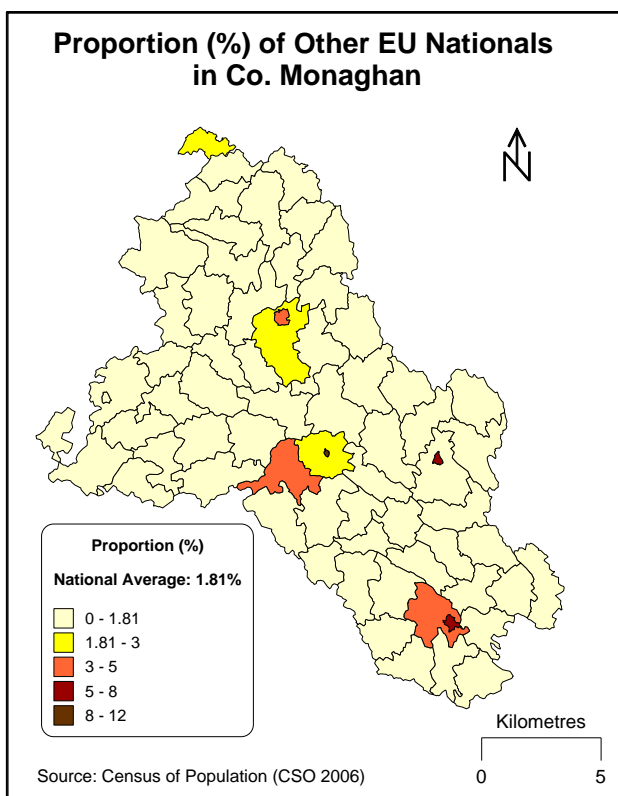 Proportion (%) of Other EU Nationals
in Co. Monaghan
N
Proportion (%)
National Average: 1.81%
0 - 1.81
1.81 - 3
3 - 5
5 - 8
8 - 12
Kilometres
0 5
Source: Census of Population (CSO 2006)